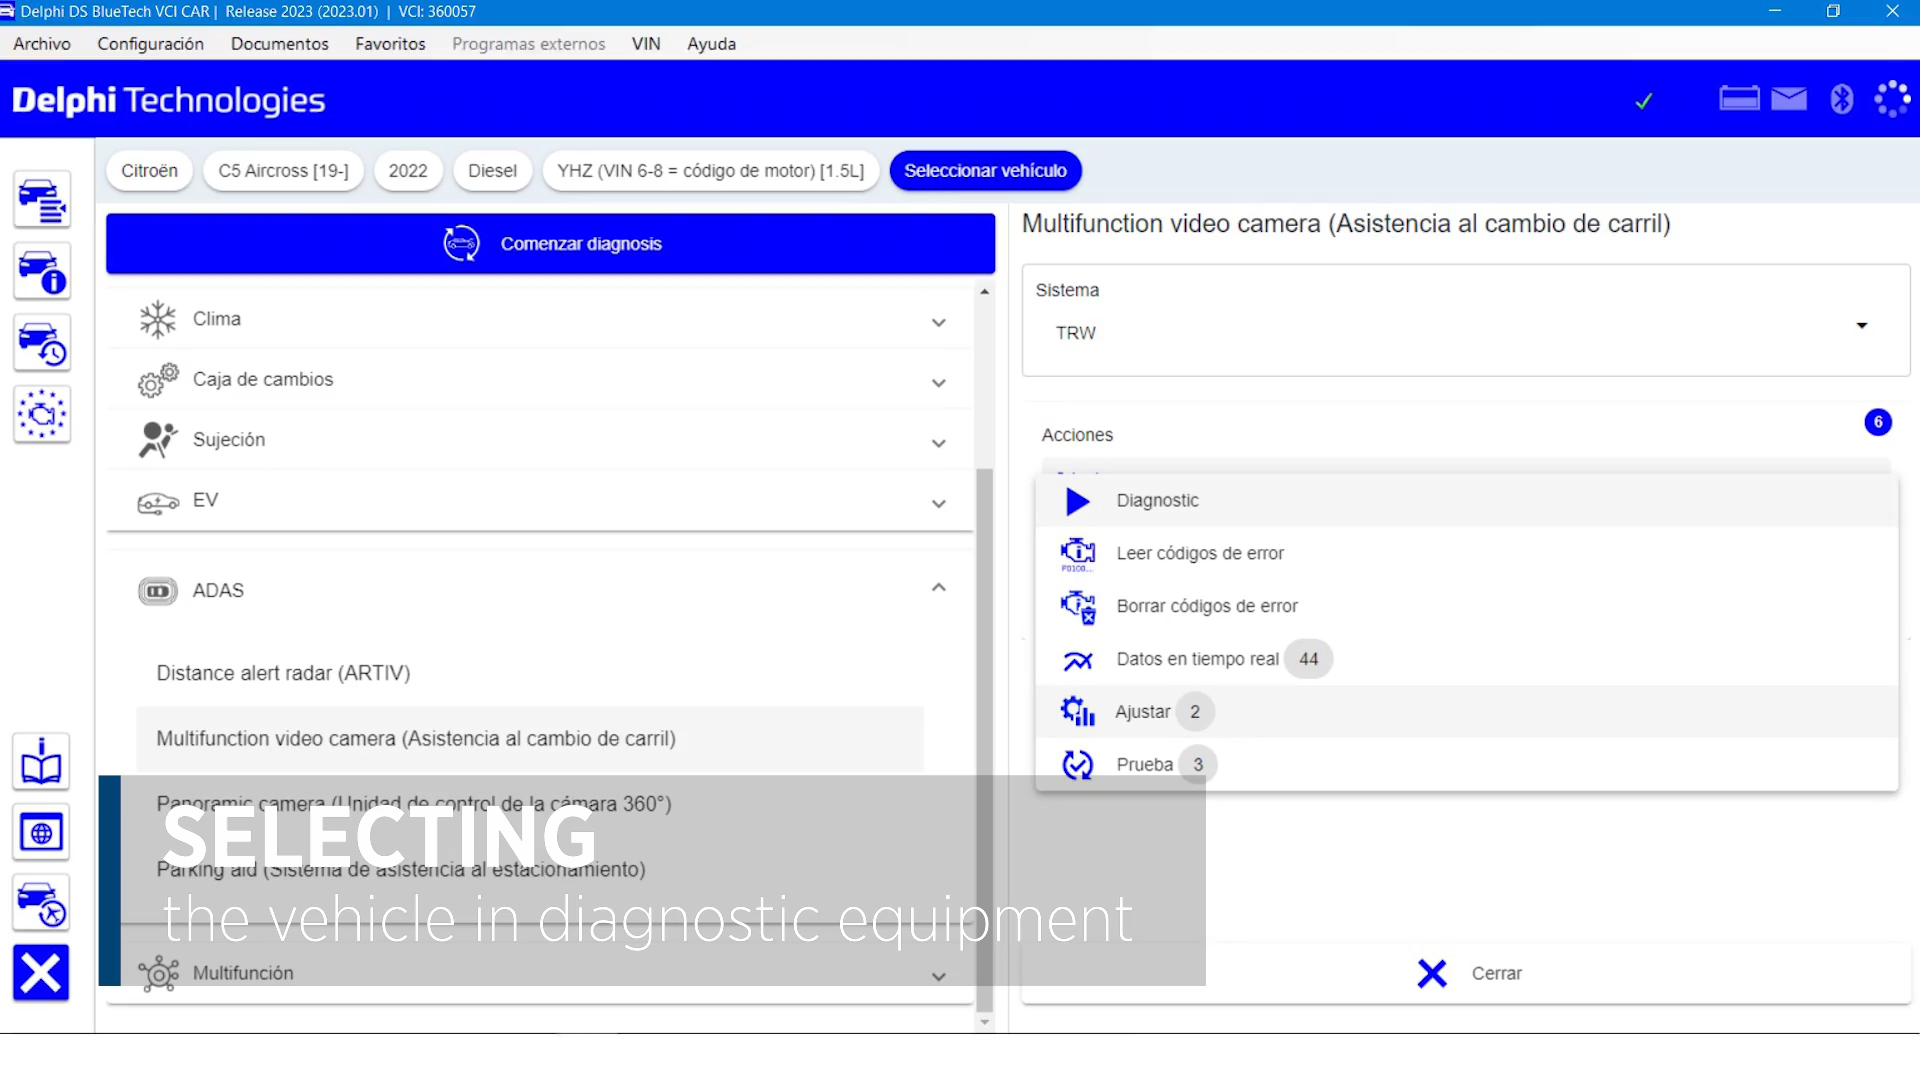 Delphi DS BlueTech VCI CAR | Release 2023 (2023.01) | VCI: 360057
Archivo Configuración Documentos Favoritos Programas externos VIN Ayuda
Delphi Technologies
Citroën C5 Aircross [19-] 2022 Diesel YHZ (VIN 6-8 = código de motor) [1.5L] Seleccionar vehículo
Comenzar diagnosis
Clima
Caja de cambios
Sujeción
EV
ADAS
Distance alert radar (ARTIV)
Multifunction video camera (Asistencia al cambio de carril)
Panoramic camera (Unidad de control de la cámara 360°)
Parking aid (Sistema de asistencia al estacionamiento)
Multifunción
Multifunction video camera (Asistencia al cambio de carril)
Sistema
TRW
Acciones
6
Diagnostic
P0100...
Leer códigos de error
Borrar códigos de error
Datos en tiempo real 44
Ajustar 2
Prueba 3
Cerrar
SELECTING
the vehicle in diagnostic equipment